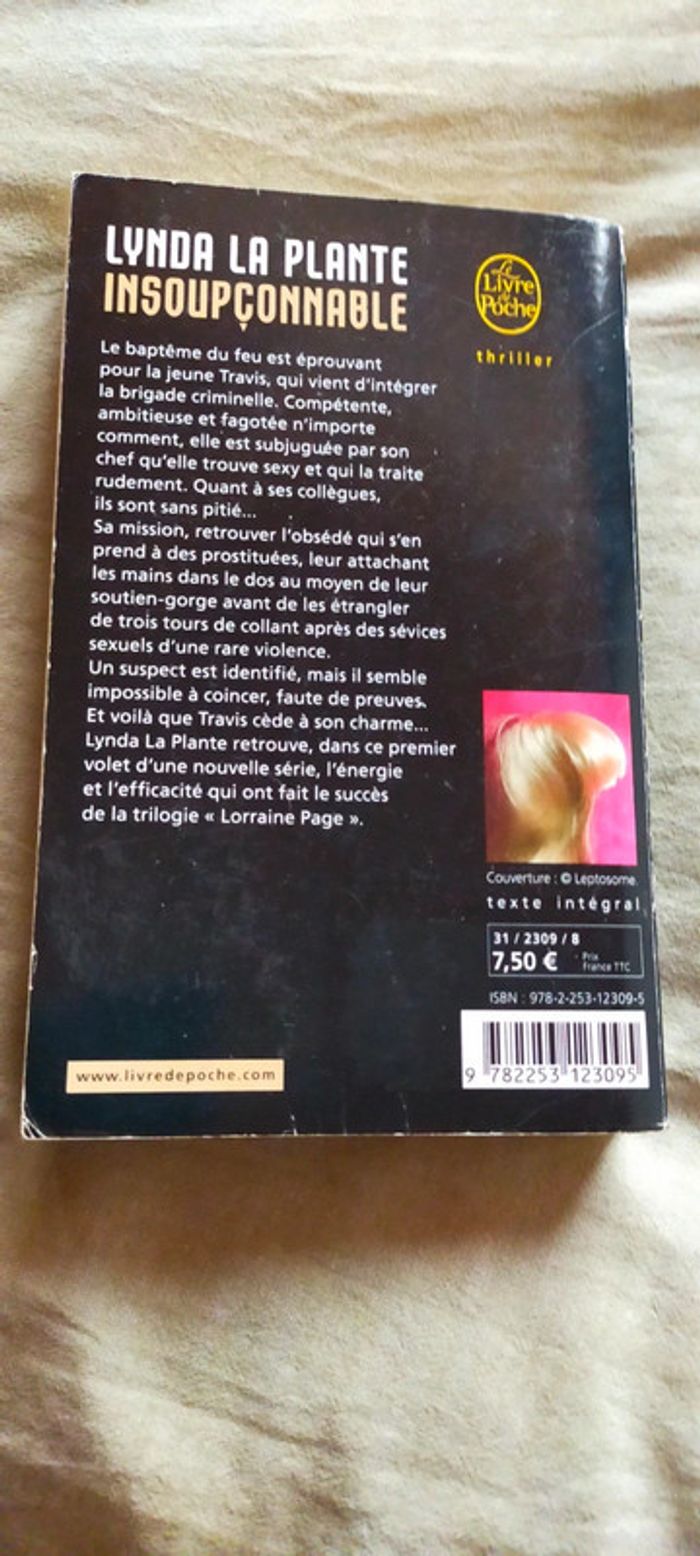 LYNDA LA PLANTE
INSOUPÇONNABLE
Le Livre de Poche
thriller
Le baptême du feu est éprouvant
pour la jeune Travis, qui vient d'intégrer
la brigade criminelle. Compétente,
ambitieuse et fagotée n'importe
comment, elle est subjuguée par son
chef qu'elle trouve sexy et qui la traite
rudement. Quant à ses collègues,
ils sont sans pitié...
Sa mission, retrouver l'obsédé qui s'en
prend à des prostituées, leur attachant
les mains dans le dos au moyen de leur
soutien-gorge avant de les étrangler
de trois tours de collant après des sévices
sexuels d'une rare violence.
Un suspect est identifié, mais il semble
impossible à coincer, faute de preuves.
Et voilà que Travis cède à son charme...
Lynda La Plante retrouve, dans ce premier
volet d'une nouvelle série, l'énergie
et l'efficacité qui ont fait le succès
de la trilogie « Lorraine Page ».
Couverture : © Leptosome.
texte intégral
31 / 2309 / 8
7,50 €
Prix
France TTC
ISBN : 978-2-253-12309-5
9 782253 123095
www.livredepoche.com